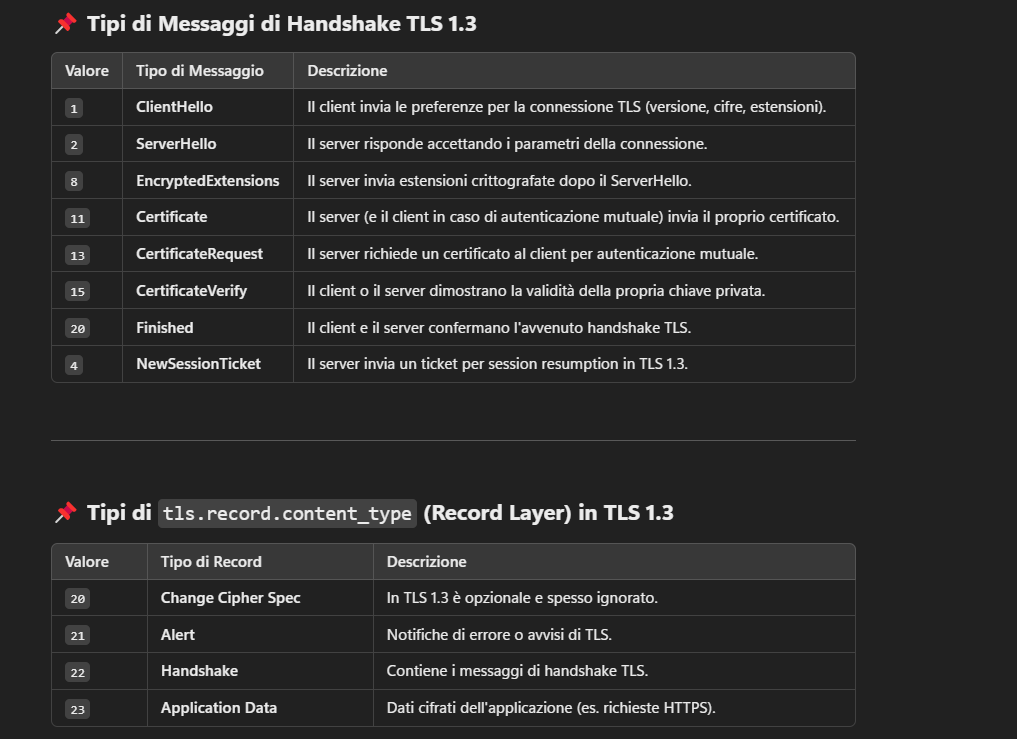 📌 Tipi di Messaggi di Handshake TLS 1.3
Valore Tipo di Messaggio Descrizione
1 ClientHello Il client invia le preferenze per la connessione TLS (versione, cifre, estensioni).
2 ServerHello Il server risponde accettando i parametri della connessione.
8 EncryptedExtensions Il server invia estensioni crittografate dopo il ServerHello.
11 Certificate Il server (e il client in caso di autenticazione mutuale) invia il proprio certificato.
13 CertificateRequest Il server richiede un certificato al client per autenticazione mutuale.
15 CertificateVerify Il client o il server dimostrano la validità della propria chiave privata.
20 Finished Il client e il server confermano l'avvenuto handshake TLS.
4 NewSessionTicket Il server invia un ticket per session resumption in TLS 1.3.
📌 Tipi di tls.record.content_type (Record Layer) in TLS 1.3
Valore Tipo di Record Descrizione
20 Change Cipher Spec In TLS 1.3 è opzionale e spesso ignorato.
21 Alert Notifiche di errore o avvisi di TLS.
22 Handshake Contiene i messaggi di handshake TLS.
23 Application Data Dati cifrati dell'applicazione (es. richieste HTTPS).